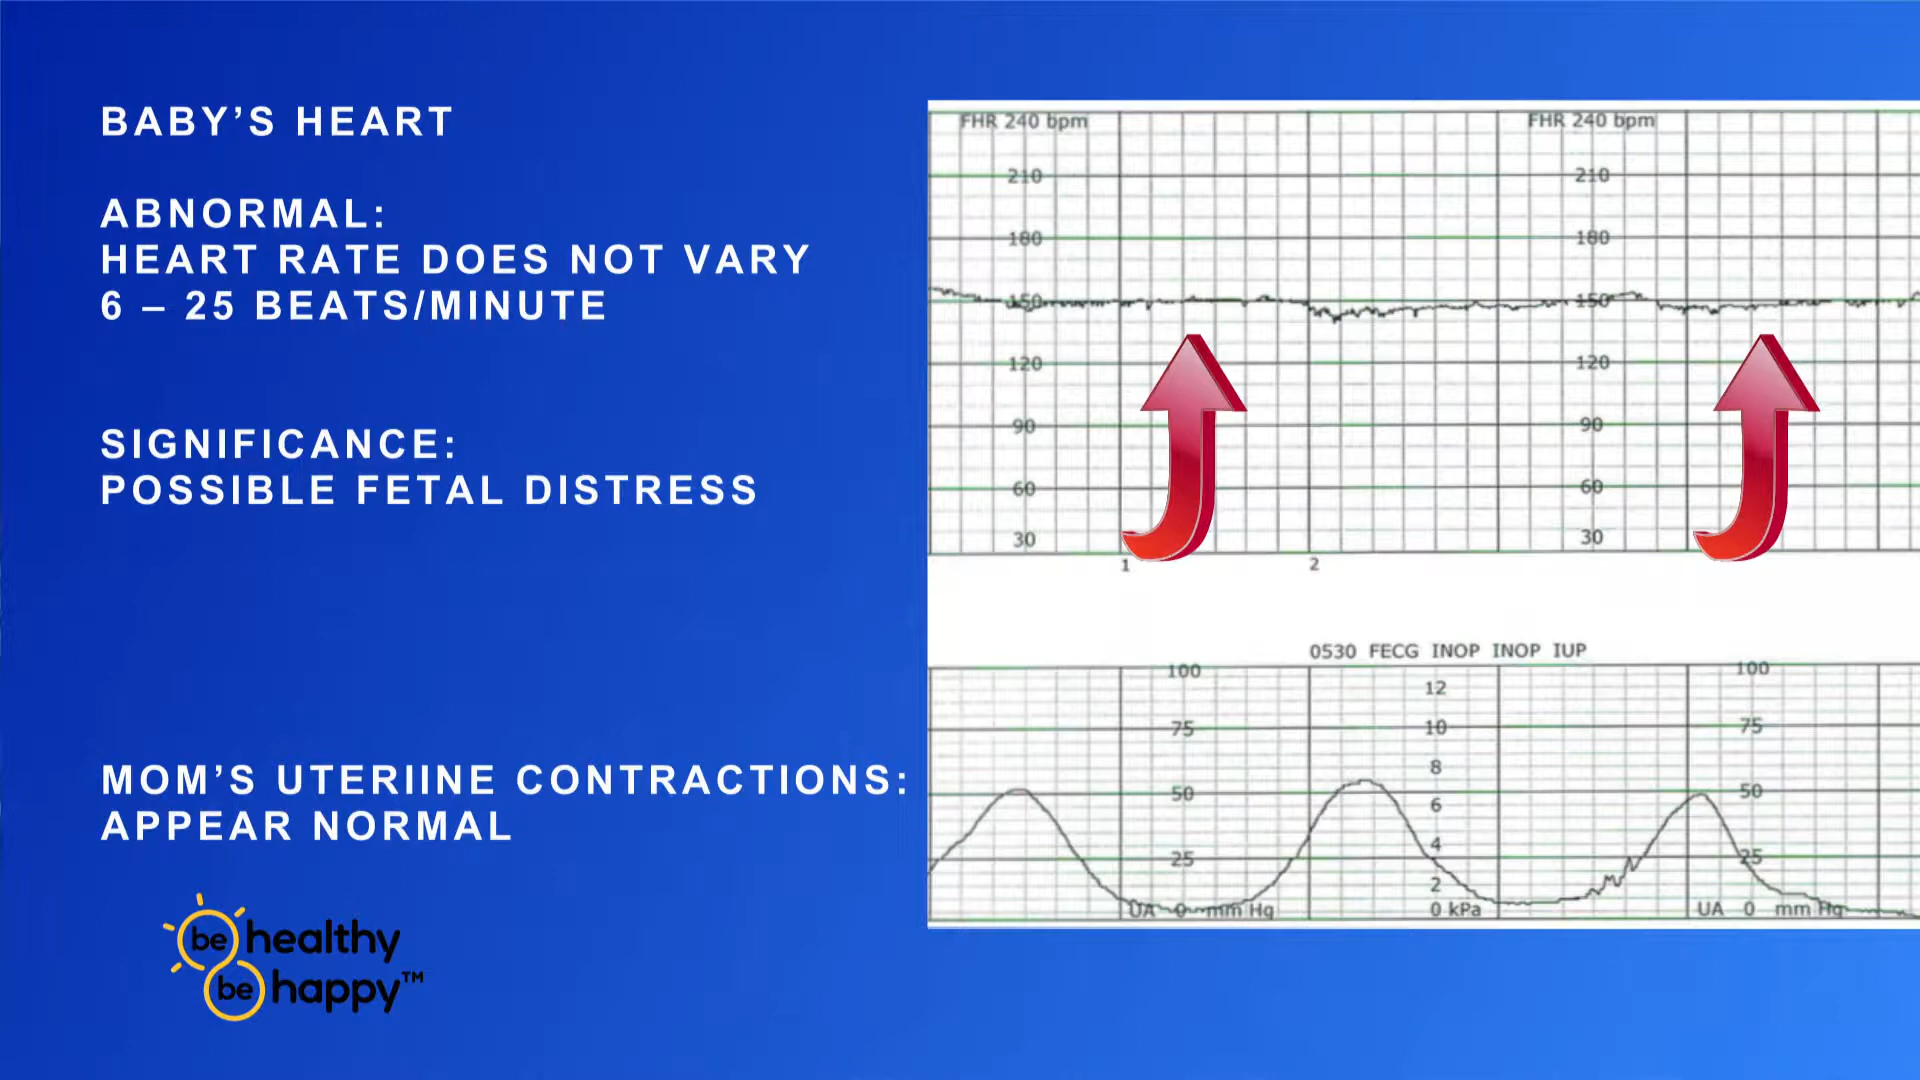 BABY’S HEART
ABNORMAL:
HEART RATE DOES NOT VARY
6 – 25 BEATS/MINUTE
SIGNIFICANCE:
POSSIBLE FETAL DISTRESS
MOM’S UTERIINE CONTRACTIONS:
APPEAR NORMAL
be healthy
be happy™
FHR 240 bpm FHR 240 bpm
210 210
180 180
150 150
120 120
90 90
60 60
30 30
1 2
0530 FECG INOP INOP IUP
100 12 100
75 10 75
8
50 6 50
25 4 25
2
UA 0 mm Hg 0 kPa UA 0 mm Hg